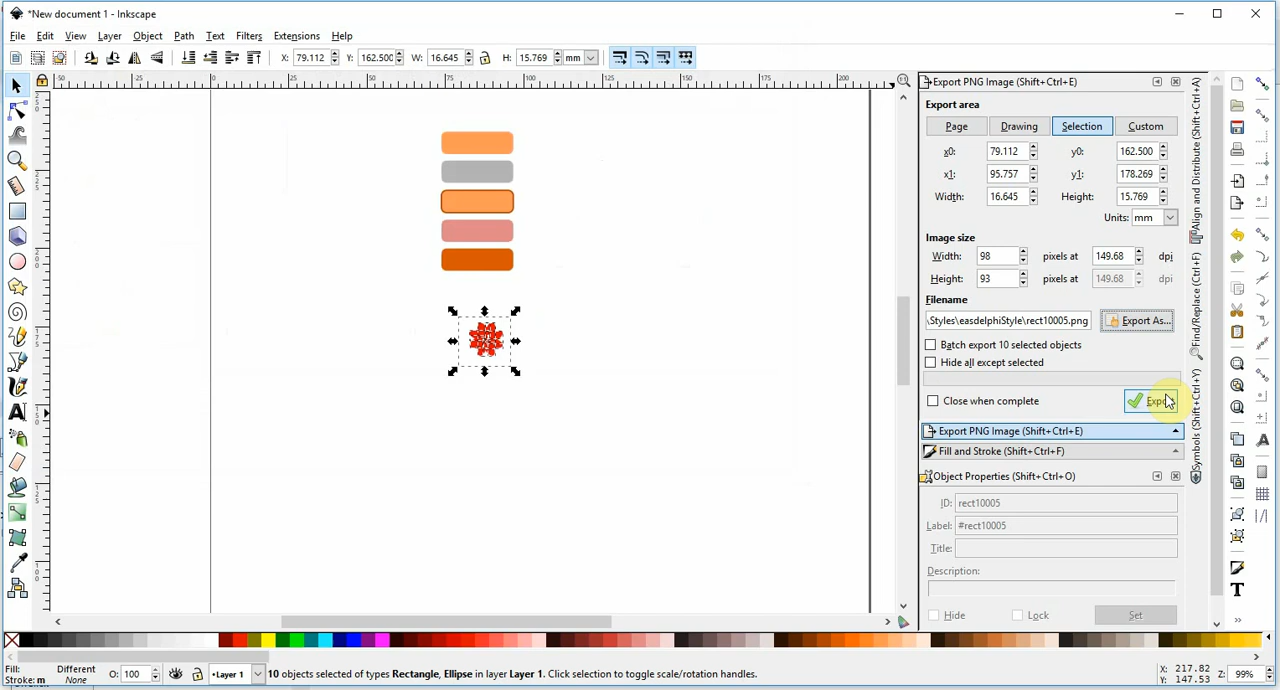 *New document 1 - Inkscape
File Edit View Layer Object Path Text Filters Extensions Help
X: 79.112 Y: 162.500 W: 16.645 H: 15.769 mm
Export PNG Image (Shift+Ctrl+E)
Export area
Page Drawing Selection Custom
x0: 79.112 y0: 162.500
x1: 95.757 y1: 178.269
Width: 16.645 Height: 15.769
Units: mm
Image size
Width: 98 pixels at 149.68 dpi
Height: 93 pixels at 149.68 dpi
Filename
\Styles\easdelphiStyle\rect10005.png Export As...
Batch export 10 selected objects
Hide all except selected
Close when complete
Export PNG Image (Shift+Ctrl+E)
Fill and Stroke (Shift+Ctrl+F)
Object Properties (Shift+Ctrl+O)
ID: rect10005
Label: #rect10005
Title:
Description:
Hide Lock Set
Align and Distribute (Shift+Ctrl+A)
Find/Replace (Ctrl+F)
Symbols (Shift+Ctrl+Y)
Fill: Different
Stroke: m None
O: 100
•Layer 1
10 objects selected of types Rectangle, Ellipse in layer Layer 1. Click selection to toggle scale/rotation handles.
X: 217.82
Y: 147.53
Z: 99%